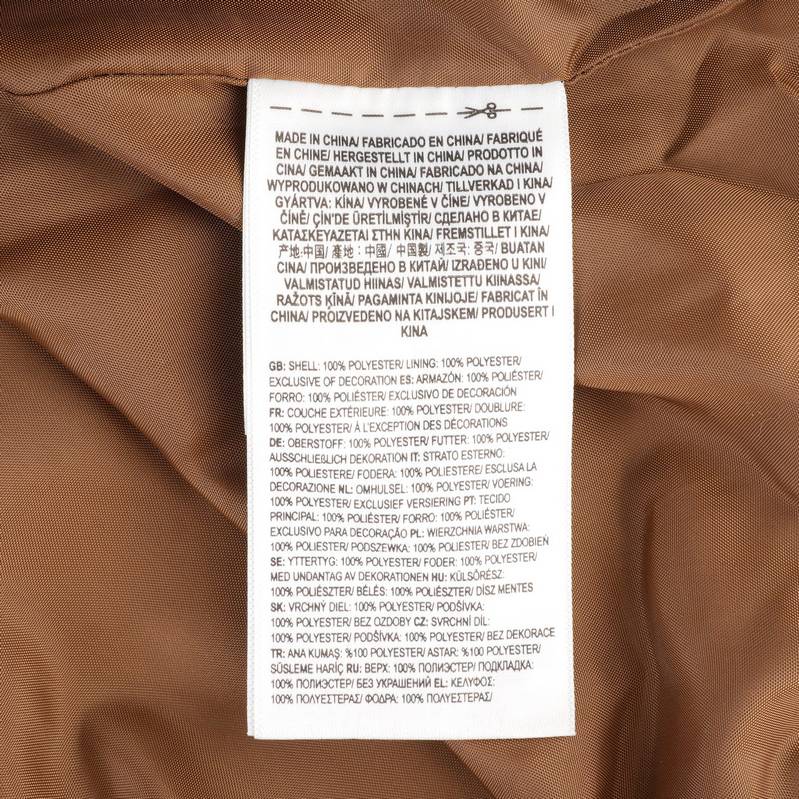 MADE IN CHINA/ FABRICADO EN CHINA/ FABRIQUÉ
EN CHINE/ HERGESTELLT IN CHINA/ PRODOTTO IN
CINA/ GEMAAKT IN CHINA/ FABRICADO NA CHINA/
WYPRODUKOWANO W CHINACH/ TILLVERKAD I KINA/
GYÁRTVA: KÍNA/ VYROBENÉ V ČÍNE/ VYROBENO V
ČÍNĚ/ ÇİN'DE ÜRETİLMİŞTİR/ СДЕЛАНО В КИТАЕ/
ΚΑΤΑΣΚΕΥΑΖΕΤΑΙ ΣΤΗΝ ΚΙΝΑ/ FREMSTILLET I KINA/
产地:中国/ 產地：中國/ 中国製/ 제조국: 중국/ BUATAN
CINA/ ПРОИЗВЕДЕНО В КИТАЙ/ IZRAĐENO U KINI/
VALMISTATUD HIINAS/ VALMISTETTU KIINASSA/
RAŽOTS ĶĪNĀ/ PAGAMINTA KINIJOJE/ FABRICAT ÎN
CHINA/ PROIZVEDENO NA KITAJSKEM/ PRODUSERT I
KINA
GB: SHELL: 100% POLYESTER/ LINING: 100% POLYESTER/
EXCLUSIVE OF DECORATION ES: ARMAZÓN: 100% POLIÉSTER/
FORRO: 100% POLIÉSTER/ EXCLUSIVO DE DECORACIÓN
FR: COUCHE EXTÉRIEURE: 100% POLYESTER/ DOUBLURE:
100% POLYESTER/ À L'EXCEPTION DES DÉCORATIONS
DE: OBERSTOFF: 100% POLYESTER/ FUTTER: 100% POLYESTER/
AUSSCHLIEßLICH DEKORATION IT: STRATO ESTERNO:
100% POLIESTERE/ FODERA: 100% POLIESTERE/ ESCLUSA LA
DECORAZIONE NL: OMHULSEL: 100% POLYESTER/ VOERING:
100% POLYESTER/ EXCLUSIEF VERSIERING PT: TECIDO
PRINCIPAL: 100% POLIÉSTER/ FORRO: 100% POLIÉSTER/
EXCLUSIVO PARA DECORAÇÃO PL: WIERZCHNIA WARSTWA:
100% POLIESTER/ PODSZEWKA: 100% POLIESTER/ BEZ ZDOBIEŃ
SE: YTTERTYG: 100% POLYESTER/ FODER: 100% POLYESTER/
MED UNDANTAG AV DEKORATIONEN HU: KÜLSŐRÉSZ:
100% POLIÉSZTER/ BÉLÉS: 100% POLIÉSZTER/ DÍSZ MENTES
SK: VRCHNÝ DIEL: 100% POLYESTER/ PODŠÍVKA:
100% POLYESTER/ BEZ OZDOBY CZ: SVRCHNÍ DÍL:
100% POLYESTER/ PODŠÍVKA: 100% POLYESTER/ BEZ DEKORACE
TR: ANA KUMAŞ: %100 POLYESTER/ ASTAR: %100 POLYESTER/
SÜSLEME HARİÇ RU: ВЕРХ: 100% ПОЛИЭСТЕР/ ПОДКЛАДКА:
100% ПОЛИЭСТЕР/ БЕЗ УКРАШЕНИЙ EL: ΚΕΛΥΦΟΣ:
100% ΠΟΛΥΕΣΤΕΡΑΣ/ ΦΟΔΡΑ: 100% ΠΟΛΥΕΣΤΕΡΑΣ/